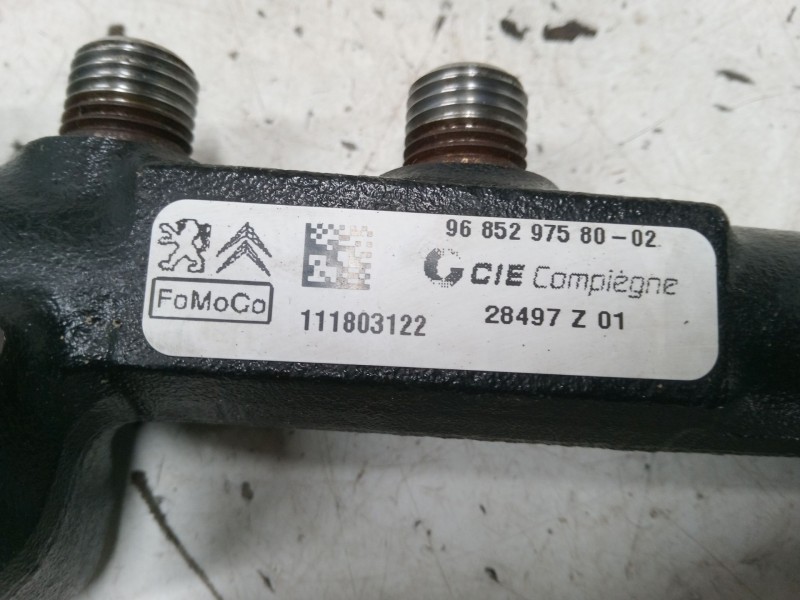 96 852 975 80-02
CIE Compiègne
FoMoCo
111803122
28497 Z 01